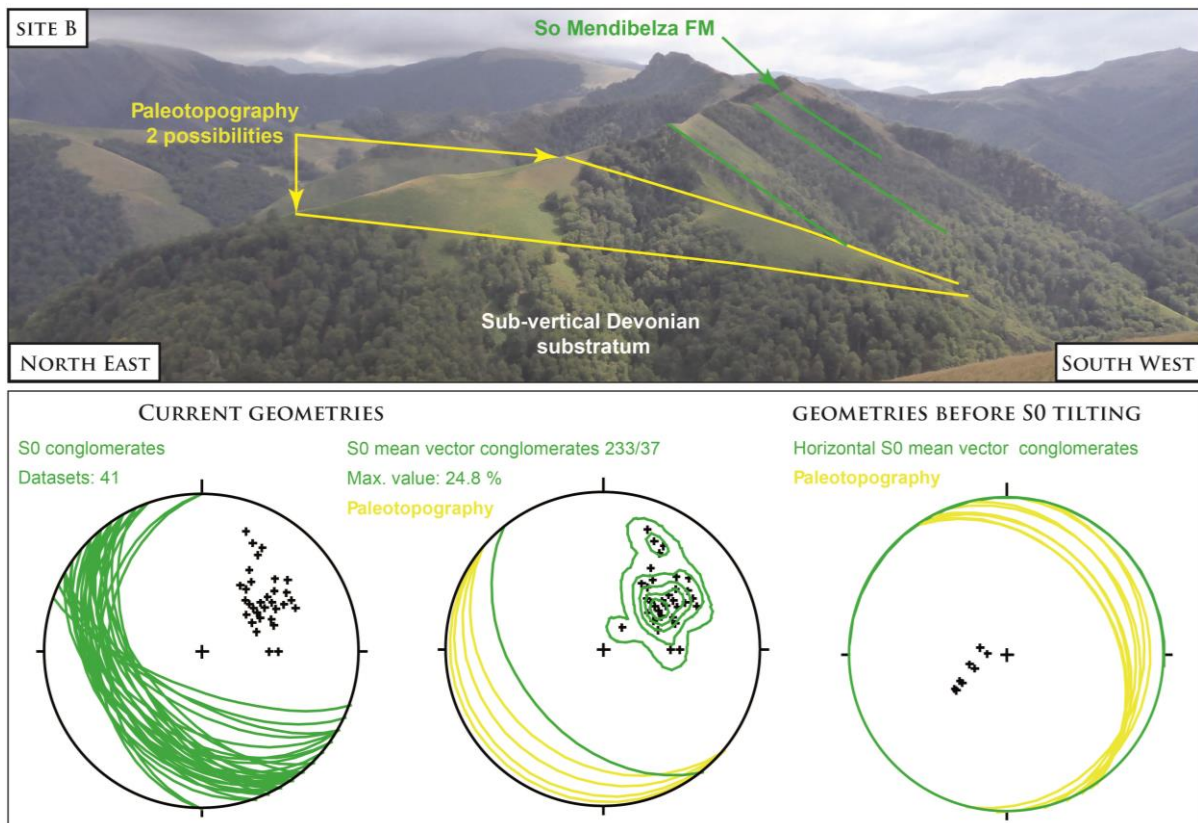 SITE B
So Mendibelza FM
Paleotopography
2 possibilities
Sub-vertical Devonian
substratum
NORTH EAST
SOUTH WEST
CURRENT GEOMETRIES
GEOMETRIES BEFORE S0 TILTING
S0 conglomerates
Datasets: 41
S0 mean vector conglomerates 233/37
Max. value: 24.8 %
Paleotopography
Horizontal S0 mean vector conglomerates
Paleotopography